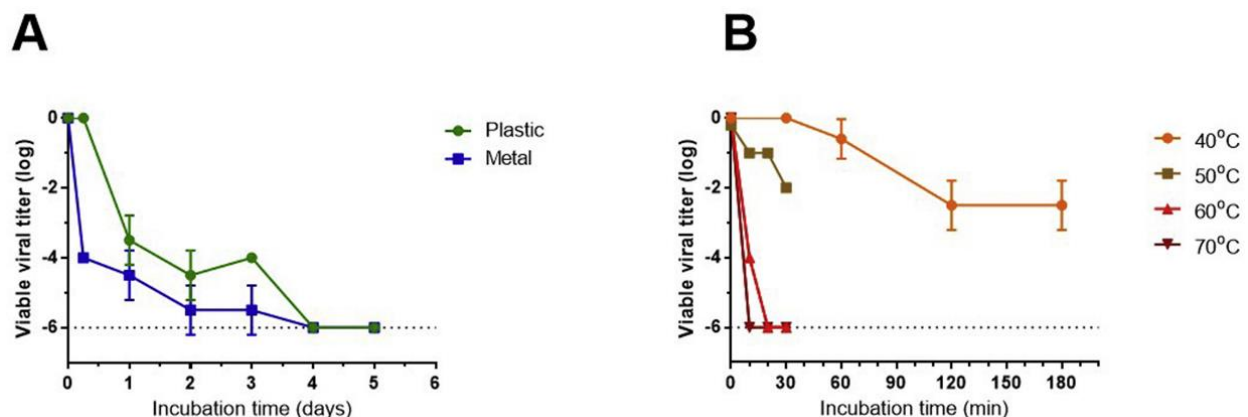 A
Viable viral titer (log)
0
-2
-4
-6
0 1 2 3 4 5 6
Incubation time (days)
Plastic
Metal
B
Viable viral titer (log)
0
-2
-4
-6
0 30 60 90 120 150 180
Incubation time (min)
40°C
50°C
60°C
70°C